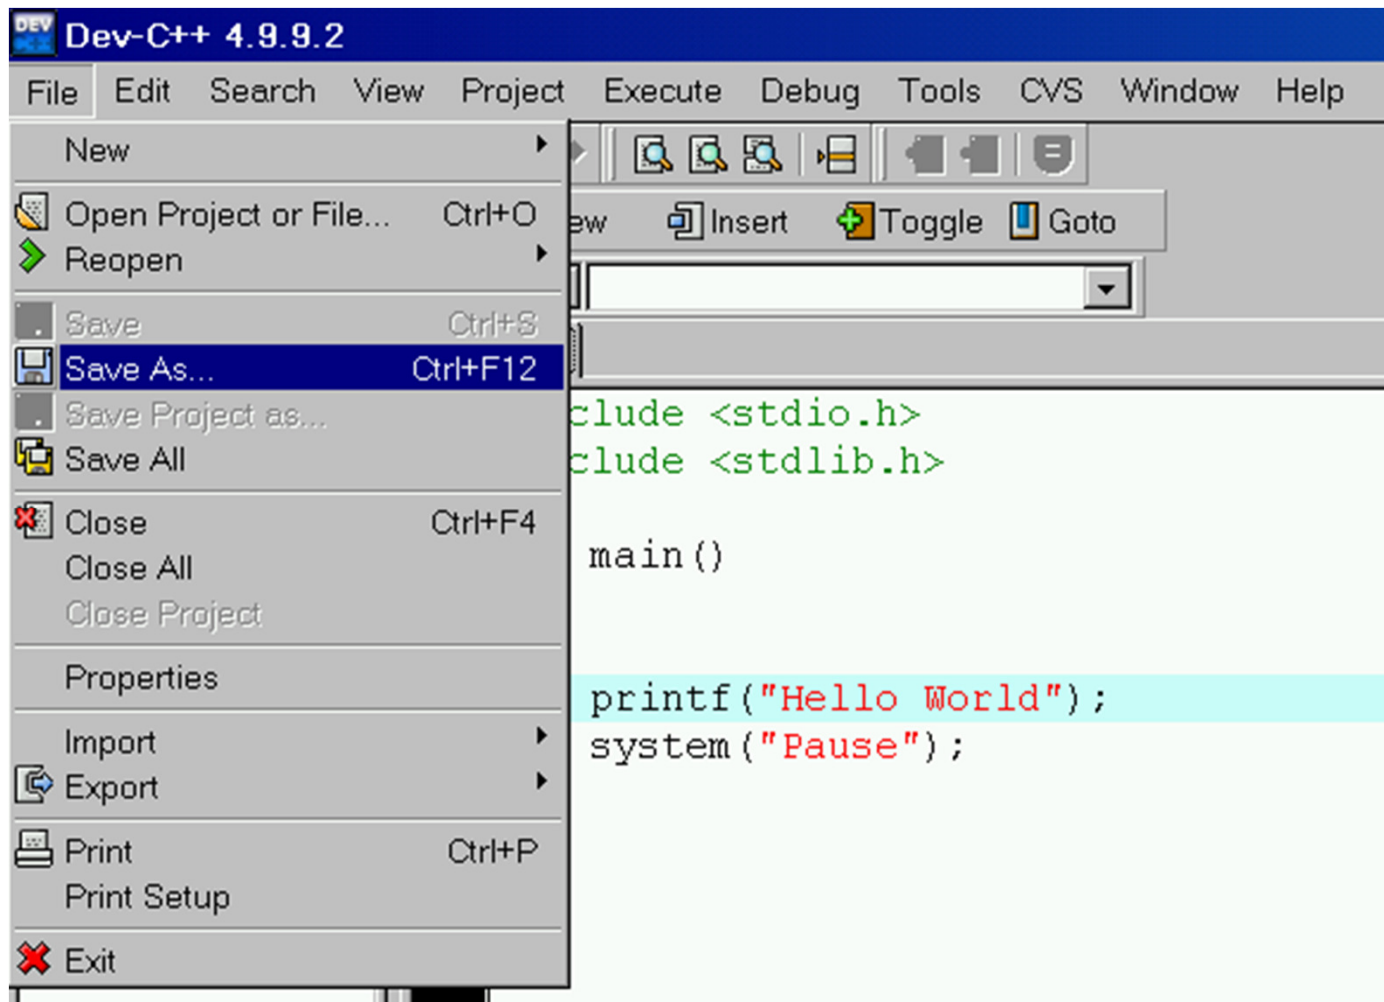 DEV
Dev-C++ 4.9.9.2
File Edit Search View Project Execute Debug Tools CVS Window Help
New
Open Project or File... Ctrl+O
Reopen
Save Ctrl+S
Save As... Ctrl+F12
Save Project as...
Save All
Close Ctrl+F4
Close All
Close Project
Properties
Import
Export
Print Ctrl+P
Print Setup
Exit
ew Insert Toggle Goto
clude <stdio.h>
clude <stdlib.h>
main()
printf("Hello World");
system("Pause");